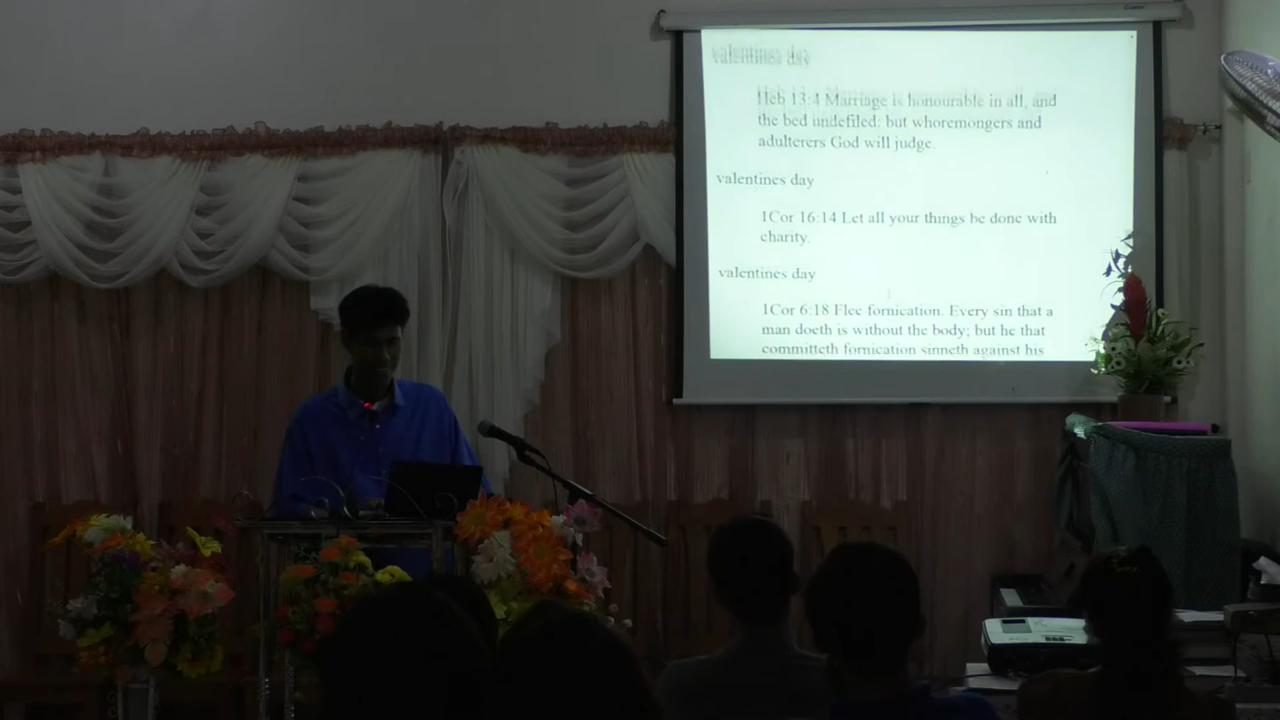 valentines day
Heb 13:4 Marriage is honourable in all, and
the bed undefiled: but whoremongers and
adulterers God will judge.
valentines day
1Cor 16:14 Let all your things be done with
charity.
valentines day
1Cor 6:18 Flee fornication. Every sin that a
man doeth is without the body; but he that
committeth fornication sinneth against his